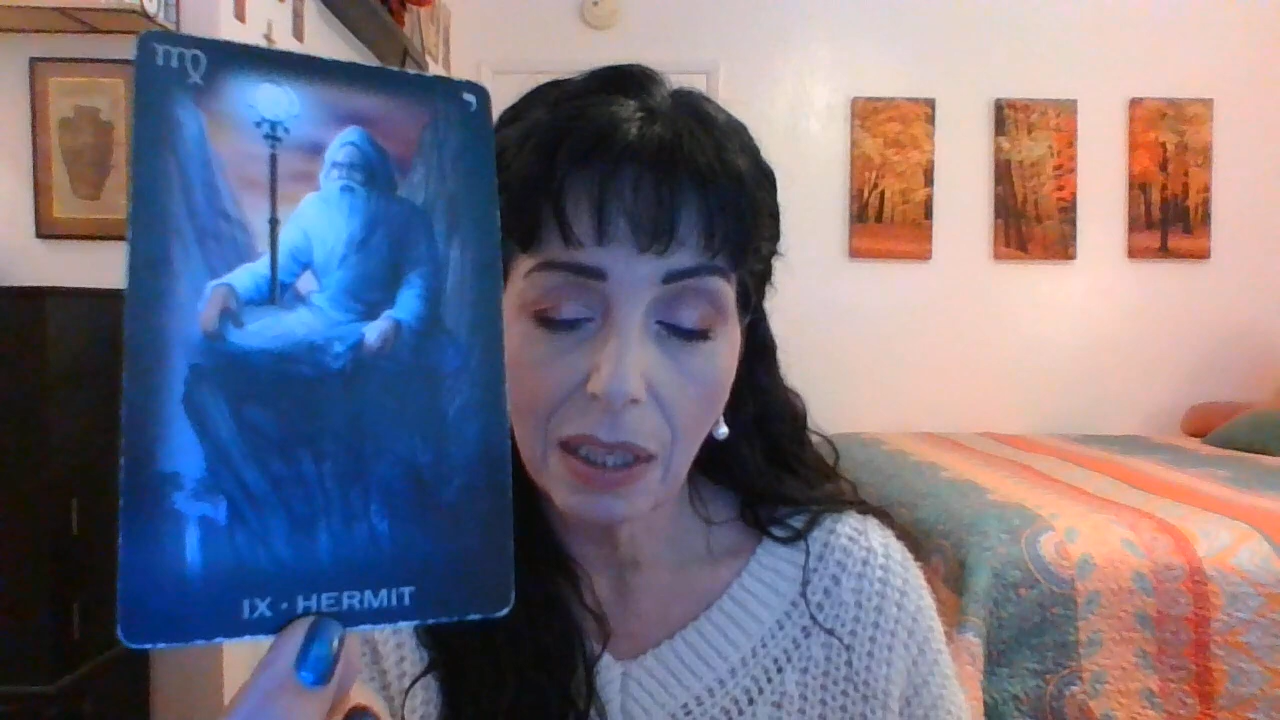 ♍ י
IX · HERMIT